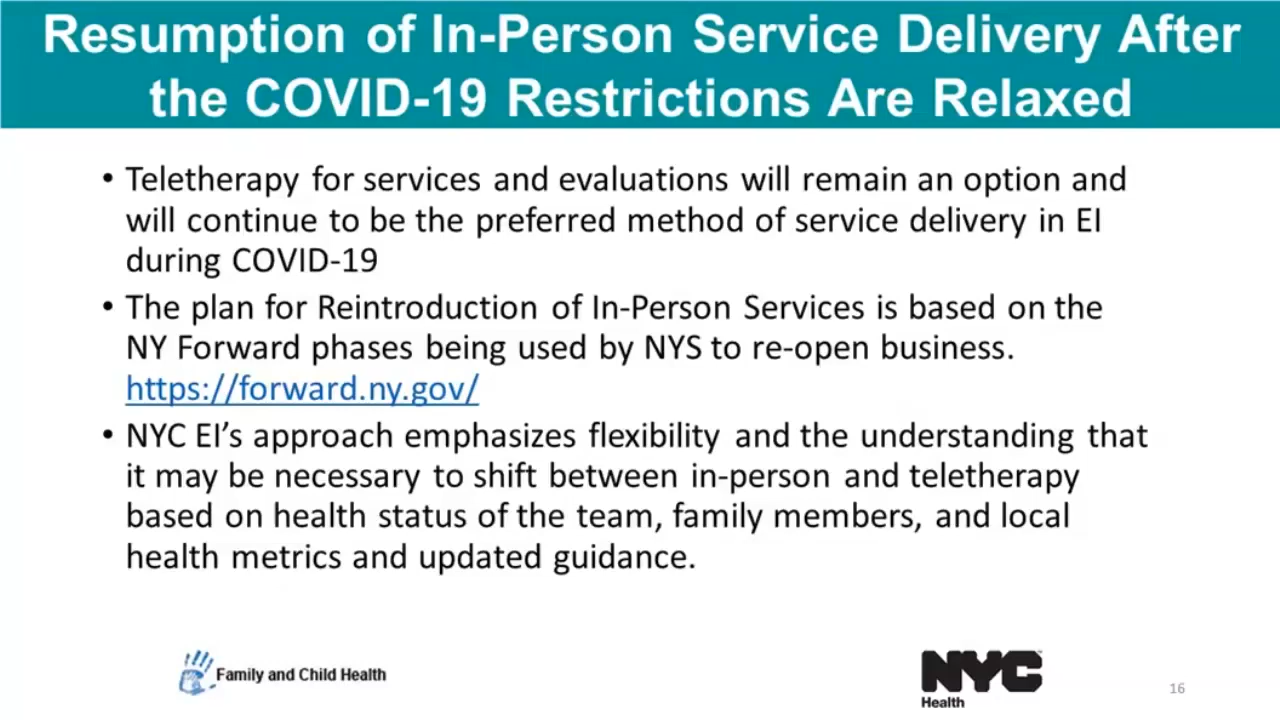 Resumption of In-Person Service Delivery After
the COVID-19 Restrictions Are Relaxed
• Teletherapy for services and evaluations will remain an option and
will continue to be the preferred method of service delivery in EI
during COVID-19
• The plan for Reintroduction of In-Person Services is based on the
NY Forward phases being used by NYS to re-open business.
https://forward.ny.gov/
• NYC EI’s approach emphasizes flexibility and the understanding that
it may be necessary to shift between in-person and teletherapy
based on health status of the team, family members, and local
health metrics and updated guidance.
Family and Child Health
NYC
Health
16